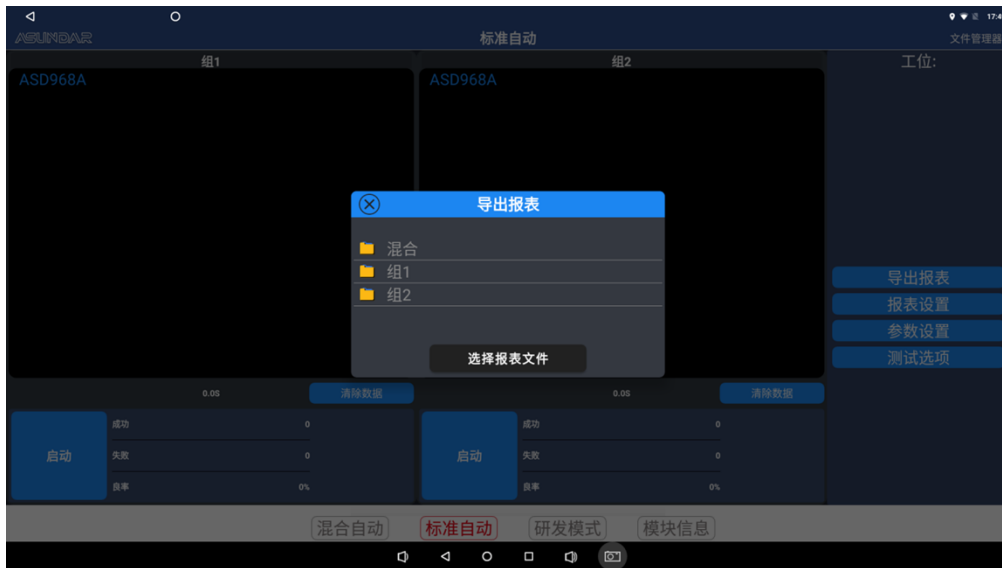 17:4
ASUNDAR
标准自动
文件管理器
组1
组2
工位:
ASD968A
ASD968A
导出报表
混合
组1
组2
选择报表文件
导出报表
报表设置
参数设置
测试选项
0.0S
清除数据
0.0S
清除数据
启动
成功 0
失败 0
良率 0%
启动
成功 0
失败 0
良率 0%
混合自动
标准自动
研发模式
模块信息